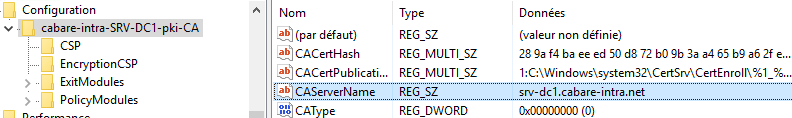 Configuration
cabare-intra-SRV-DC1-pki-CA
CSP
EncryptionCSP
ExitModules
PolicyModules
Nom Type Données
(par défaut) REG_SZ (valeur non définie)
CACertHash REG_MULTI_SZ 28 9a f4 ba ee ed 50 d8 72 b0 9b 3a a4 65 b9 a6 2f e...
CACertPublicati... REG_MULTI_SZ 1:C:\Windows\system32\CertSrv\CertEnroll\%1_%...
CAServerName REG_SZ srv-dc1.cabare-intra.net
CAType REG_DWORD 0x00000000 (0)